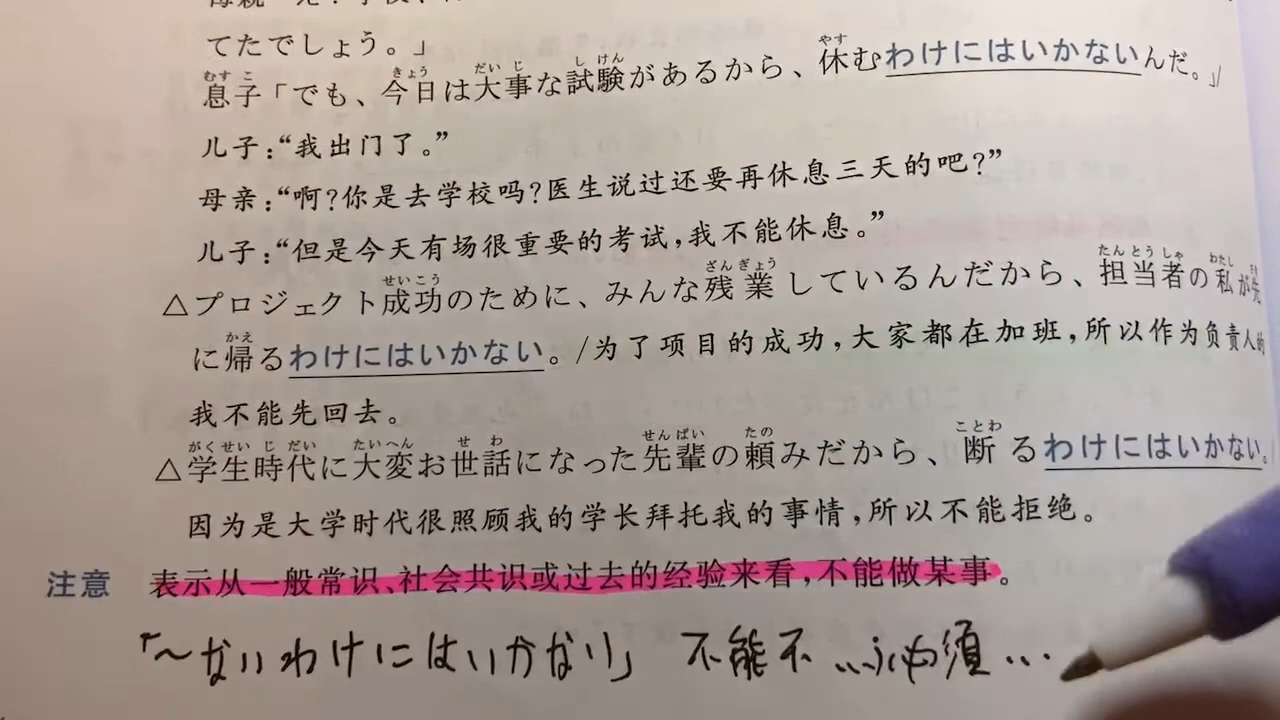 てたでしょう。」
息子「でも、今日は大事な試験があるから、休むわけにはいかないんだ。」
儿子:“我出门了。”
母亲:“啊?你是去学校吗?医生说过还要再休息三天的吧?”
儿子:“但是今天有场很重要的考试,我不能休息。”
△プロジェクト成功のために、みんな残業しているんだから、担当者の私が先
に帰るわけにはいかない。/为了项目的成功,大家都在加班,所以作为负责人的
我不能先回去。
△学生時代に大変お世話になった先輩の頼みだから、断るわけにはいかない。
因为是大学时代很照顾我的学长拜托我的事情,所以不能拒绝。
注意 表示从一般常识、社会共识或过去的经验来看,不能做某事。
「～ないわけにはいかない」 不能不…;必须…